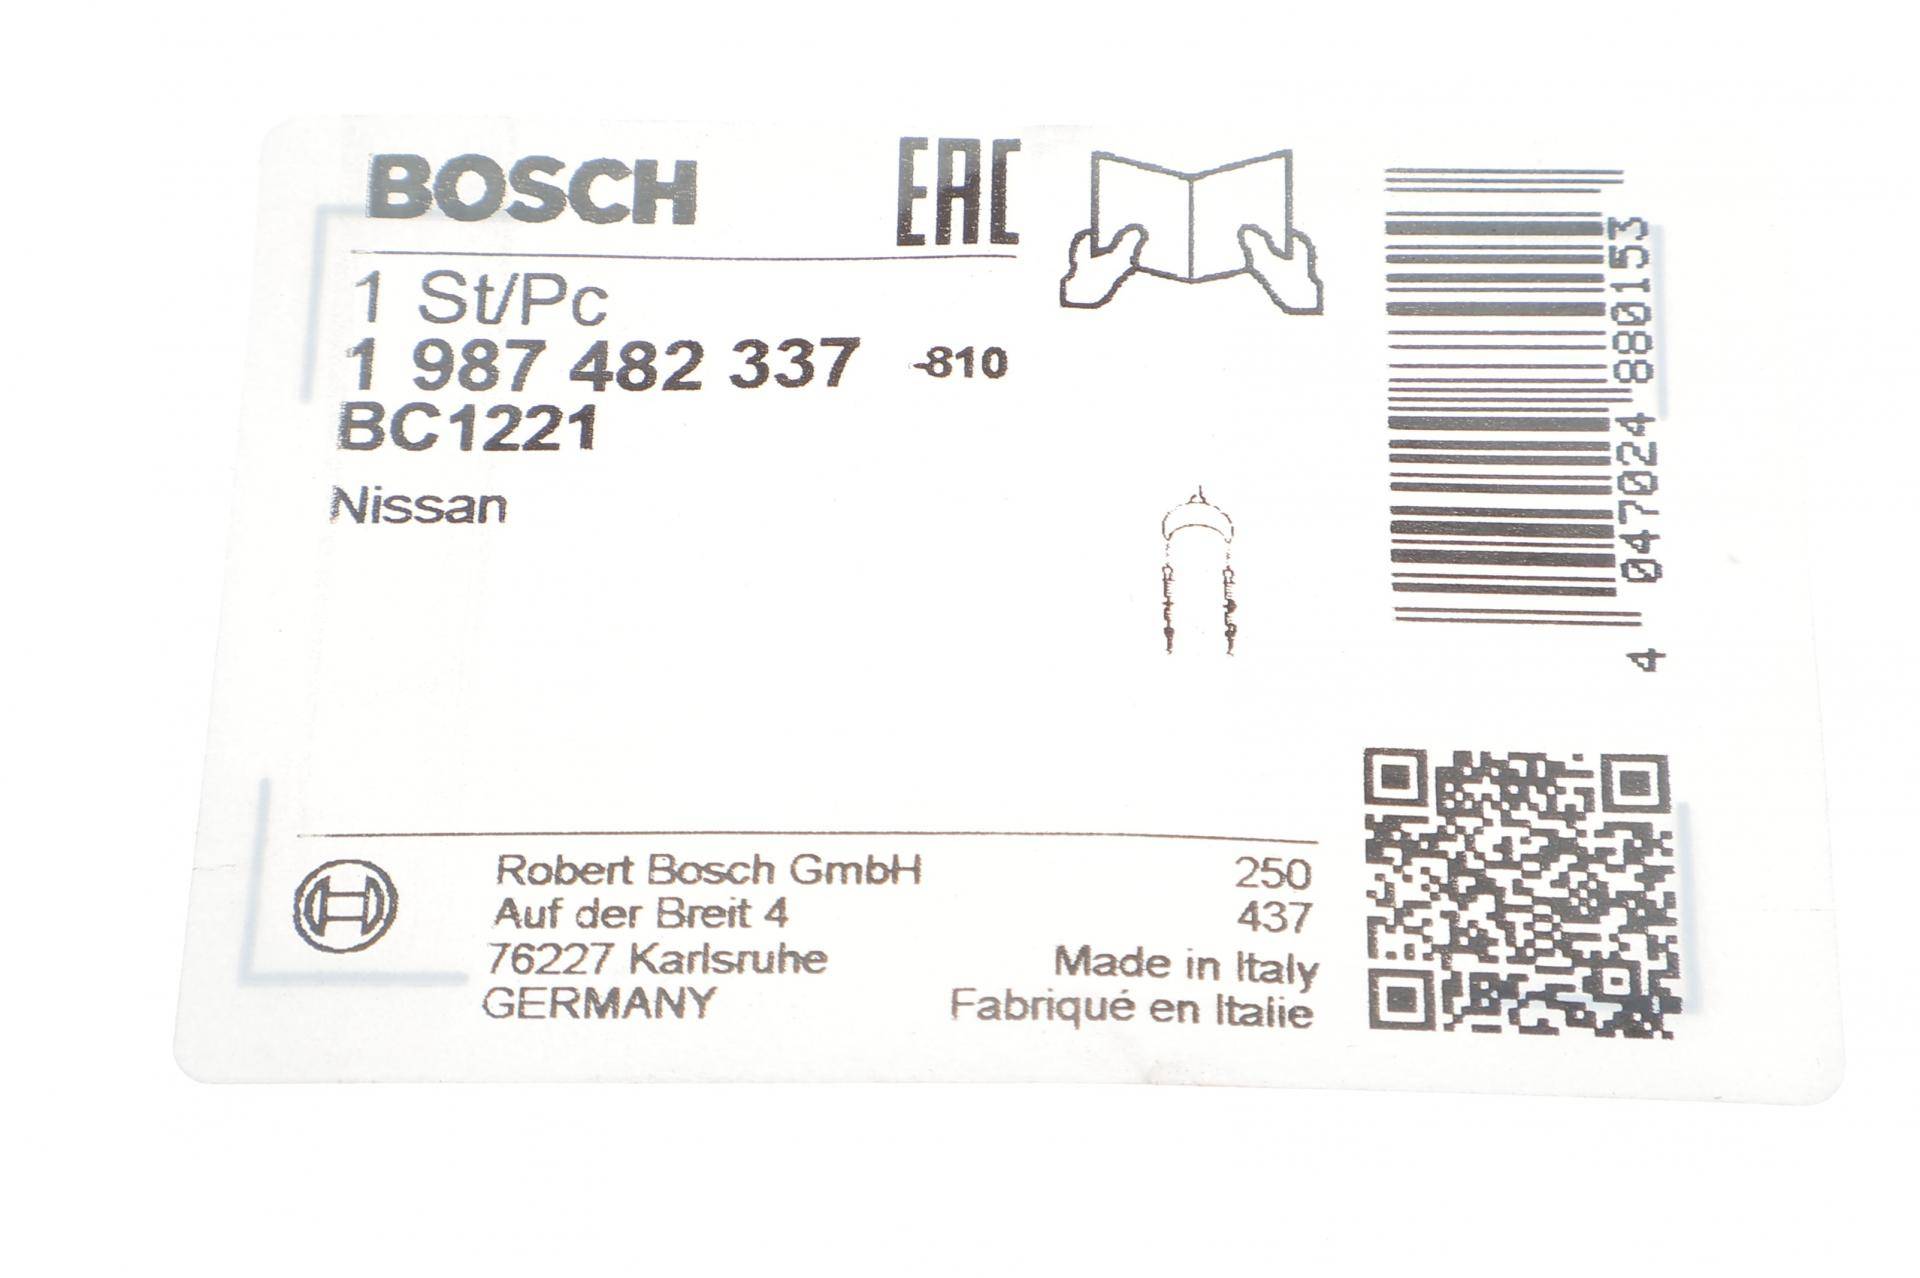 BOSCH
EAC
1 St/Pc
1 987 482 337 -810
BC1221
Nissan
4 047024 880153
Robert Bosch GmbH
Auf der Breit 4
76227 Karlsruhe
GERMANY
250
437
Made in Italy
Fabriqué en Italie